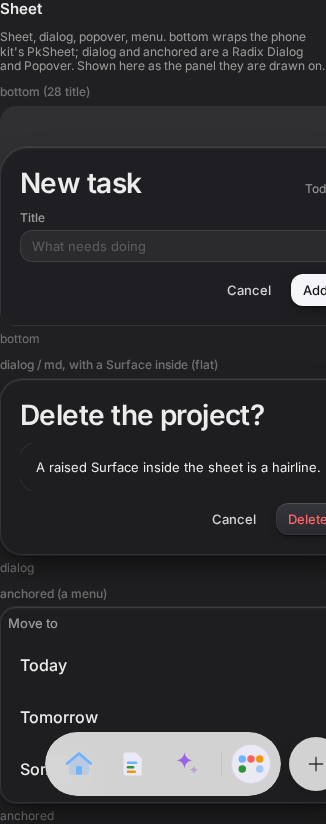 Sheet
Sheet, dialog, popover, menu. bottom wraps the phone
kit's PkSheet; dialog and anchored are a Radix Dialog
and Popover. Shown here as the panel they are drawn on.
bottom (28 title)
New task
Tod
Title
What needs doing
Cancel
Add
bottom
dialog / md, with a Surface inside (flat)
Delete the project?
A raised Surface inside the sheet is a hairline.
Cancel
Delete
dialog
anchored (a menu)
Move to
Today
Tomorrow
anchored